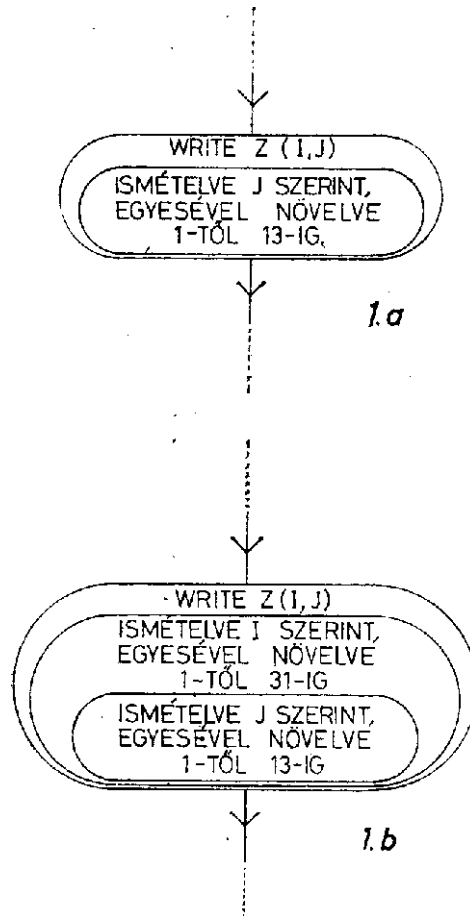 WRITE Z (I,J)
ISMÉTELVE J SZERINT,
EGYESÉVEL NÖVELVE
1-TŐL 13-IG.
1.a
WRITE Z(I,J)
ISMÉTELVE I SZERINT,
EGYESÉVEL NÖVELVE
1-TŐL 31-IG
ISMÉTELVE J SZERINT,
EGYESÉVEL NÖVELVE
1-TŐL 13-IG
1.b